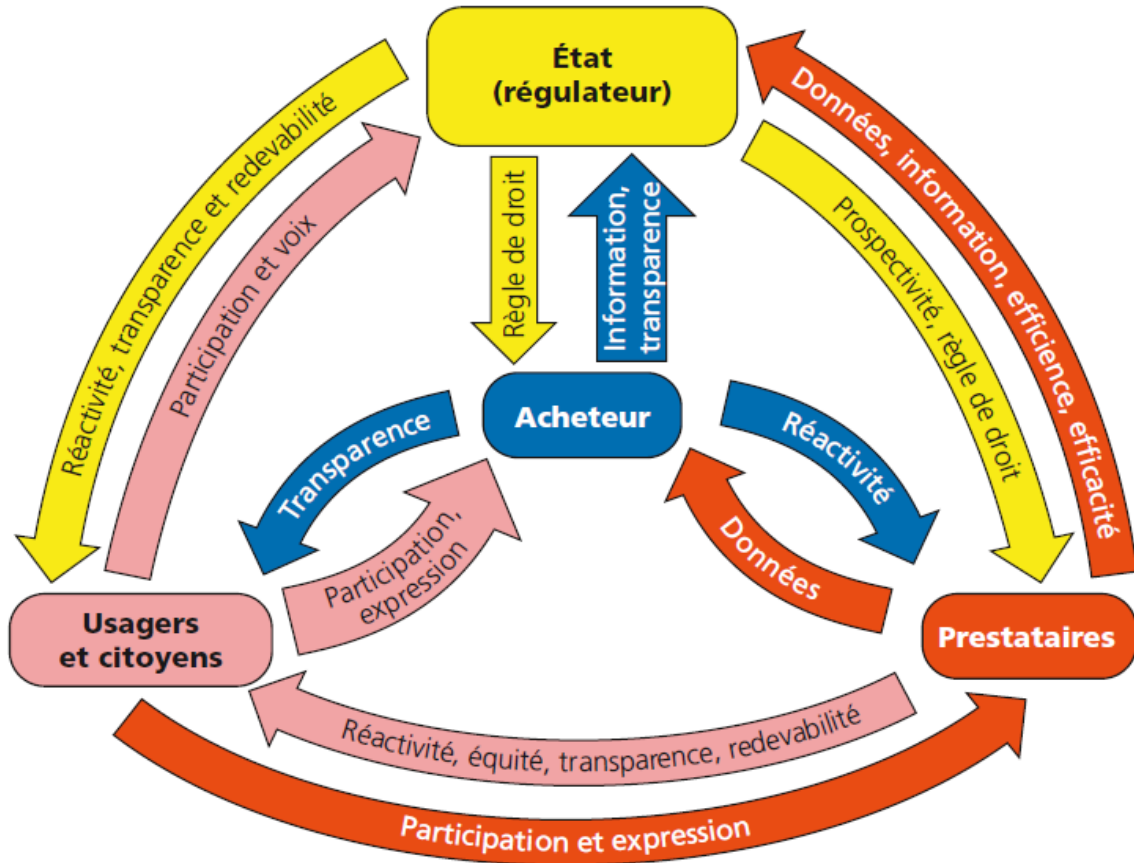 État
(régulateur)
Données, information, efficience, efficacité
Réactivité, transparence et redevabilité
Participation et voix
Règle de droit
Information,
transparence
Prospectivité, règle de droit
Acheteur
Transparence
Réactivité
Participation,
expression
Données
Usagers
et citoyens
Prestataires
Réactivité, équité, transparence, redevabilité
Participation et expression